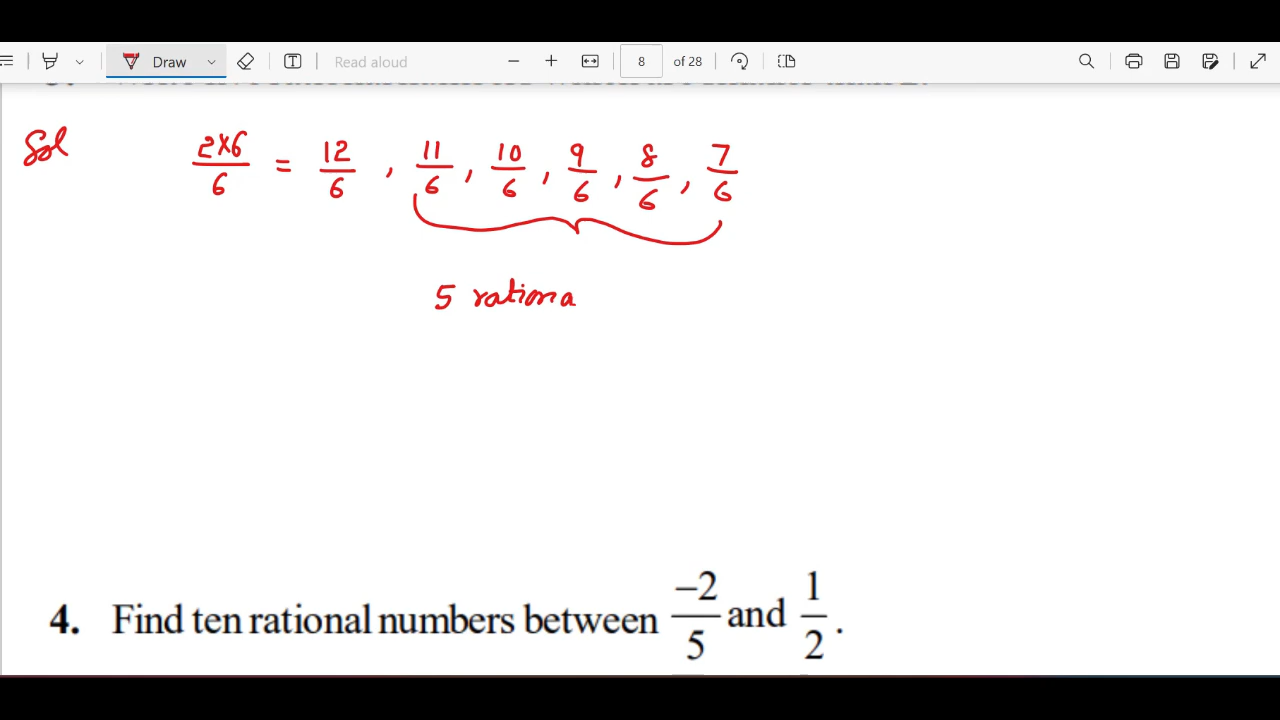 Draw
Read aloud
8 of 28
Sol
2×6/6 = 12/6 , 11/6 , 10/6 , 9/6 , 8/6 , 7/6
5 rationa
4. Find ten rational numbers between -2/5 and 1/2 .